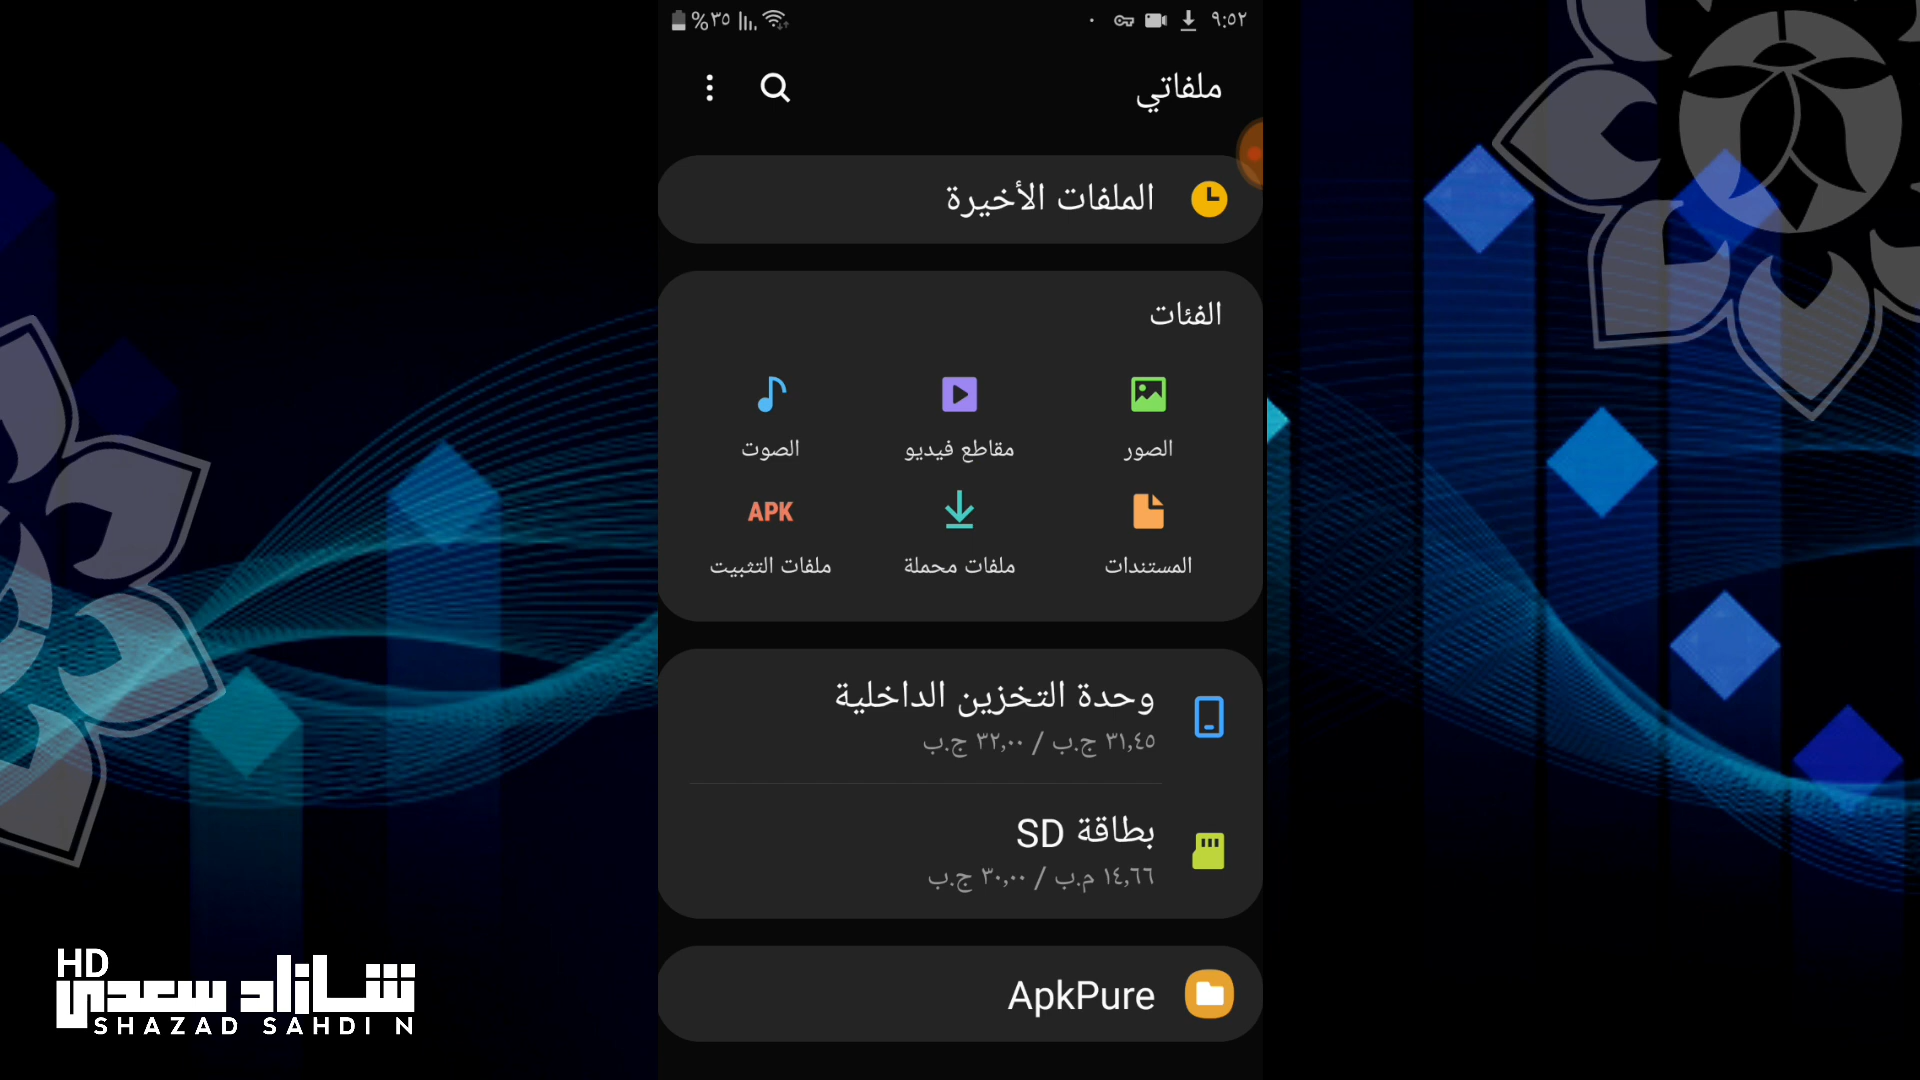 ٩:٥٢
%٣٥
ملفاتي
الملفات الأخيرة
الفئات
الصور
مقاطع فيديو
الصوت
APK
المستندات
ملفات محملة
ملفات التثبيت
وحدة التخزين الداخلية
٣١,٤٥ ج.ب / ٣٢,٠٠ ج.ب
بطاقة SD
١٤,٦٦ م.ب / ٣٠,٠٠ ج.ب
ApkPure
HD
شازاد سعدي
SHAZAD SAHDI N